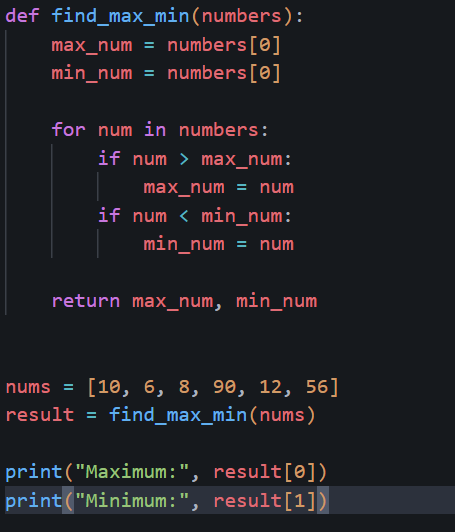 def find_max_min(numbers):
    max_num = numbers[0]
    min_num = numbers[0]

    for num in numbers:
        if num > max_num:
            max_num = num
        if num < min_num:
            min_num = num

    return max_num, min_num


nums = [10, 6, 8, 90, 12, 56]
result = find_max_min(nums)

print("Maximum:", result[0])
print("Minimum:", result[1])